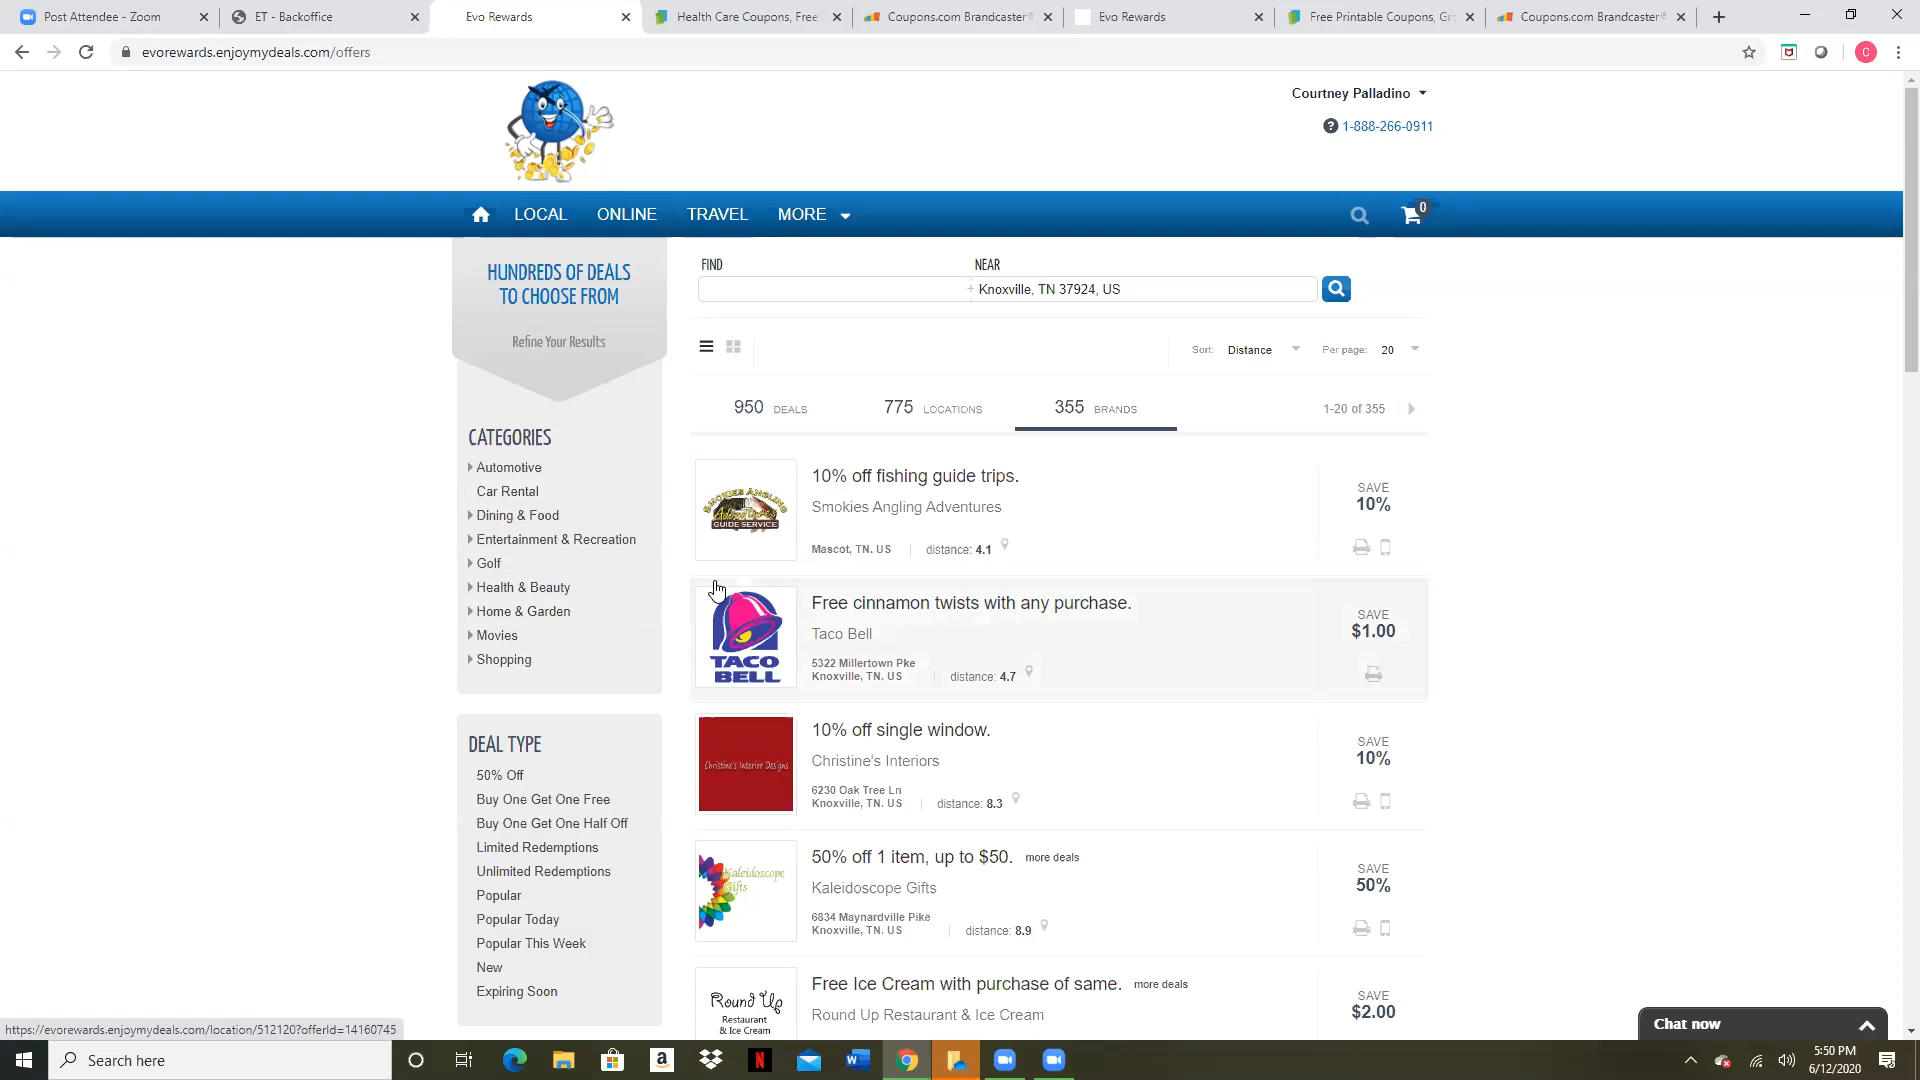 Post Attendee - Zoom
ET - Backoffice
Evo Rewards
Health Care Coupons, Free
Coupons.com Brandcaster
Evo Rewards
Free Printable Coupons, Gr
Coupons.com Brandcaster
evorewards.enjoymydeals.com/offers
C
Courtney Palladino
1-888-266-0911
LOCAL
ONLINE
TRAVEL
MORE
0
HUNDREDS OF DEALS
TO CHOOSE FROM
Refine Your Results
FIND
NEAR
Knoxville, TN 37924, US
Sort: Distance
Per page: 20
950 DEALS
775 LOCATIONS
355 BRANDS
1-20 of 355
CATEGORIES
Automotive
Car Rental
Dining & Food
Entertainment & Recreation
Golf
Health & Beauty
Home & Garden
Movies
Shopping
DEAL TYPE
50% Off
Buy One Get One Free
Buy One Get One Half Off
Limited Redemptions
Unlimited Redemptions
Popular
Popular Today
Popular This Week
New
Expiring Soon
SMOKIES ANGLING
Adventures
GUIDE SERVICE
10% off fishing guide trips.
Smokies Angling Adventures
Mascot, TN. US
distance: 4.1
SAVE
10%
TACO
BELL
Free cinnamon twists with any purchase.
Taco Bell
5322 Millertown Pke
Knoxville, TN. US
distance: 4.7
SAVE
$1.00
Christine's Interior Designs
10% off single window.
Christine's Interiors
6230 Oak Tree Ln
Knoxville, TN. US
distance: 8.3
SAVE
10%
Kaleidoscope
Gifts
50% off 1 item, up to $50.
more deals
Kaleidoscope Gifts
6834 Maynardville Pike
Knoxville, TN. US
distance: 8.9
SAVE
50%
Round Up
Restaurant
& Ice Cream
Free Ice Cream with purchase of same.
more deals
Round Up Restaurant & Ice Cream
SAVE
$2.00
Chat now
https://evorewards.enjoymydeals.com/location/512120?offerId=14160745
Search here
5:50 PM
6/12/2020